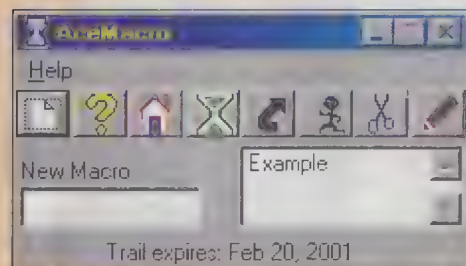 AceMacro
Help
New Macro
Example
Trail expires: Feb 20, 2001